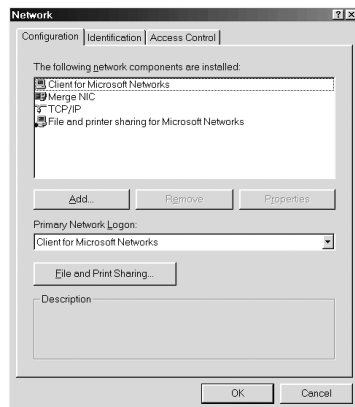 Network
Configuration Identification Access Control
The following network components are installed:
Client for Microsoft Networks
Merge NIC
TCP/IP
File and printer sharing for Microsoft Networks
Add... Remove Properties
Primary Network Logon:
Client for Microsoft Networks
File and Print Sharing...
Description
OK Cancel